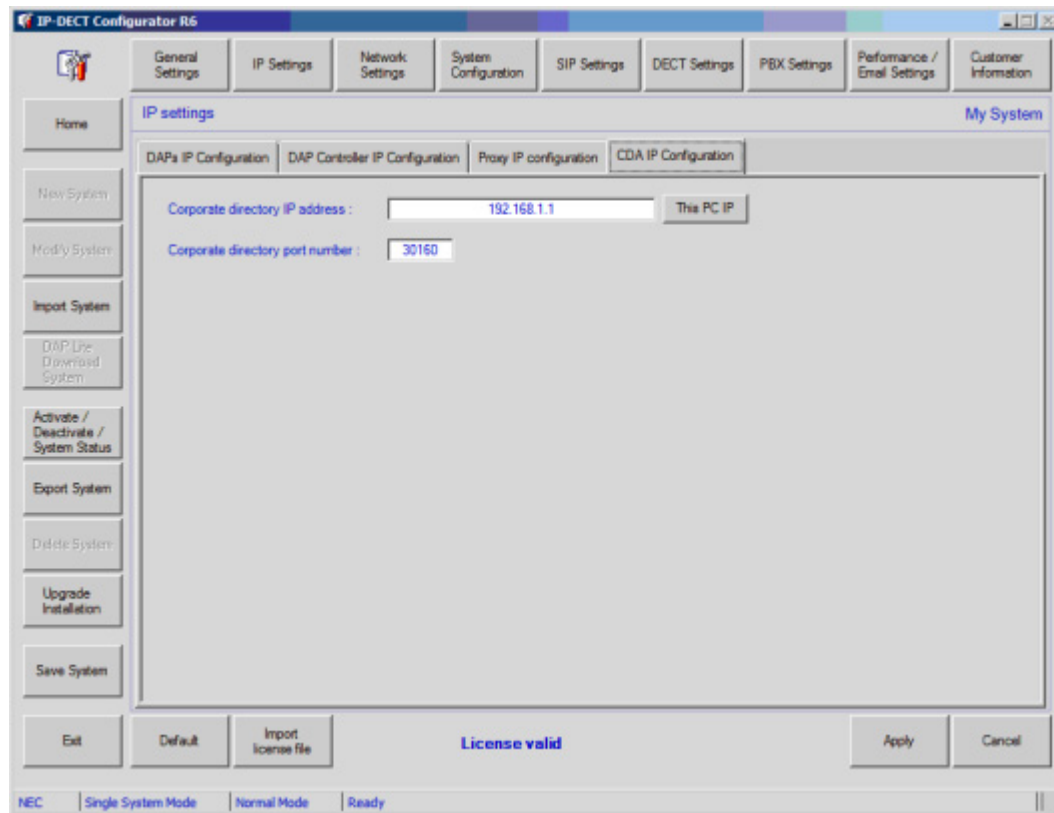 IP-DECT Configurator R6
General
Settings
IP Settings
Network
Settings
System
Configuration
SIP Settings
DECT Settings
PBX Settings
Performance /
Email Settings
Customer
Information
Home
New System
Modify System
Import System
DAP Lite
Download
System
Activate /
Deactivate /
System Status
Export System
Delete System
Upgrade
Installation
Save System
Exit
IP settings
My System
DAPs IP Configuration
DAP Controller IP Configuration
Proxy IP configuration
CDA IP Configuration
Corporate directory IP address :
192.168.1.1
This PC IP
Corporate directory port number :
30160
Default
Import
license file
License valid
Apply
Cancel
NEC
Single System Mode
Normal Mode
Ready